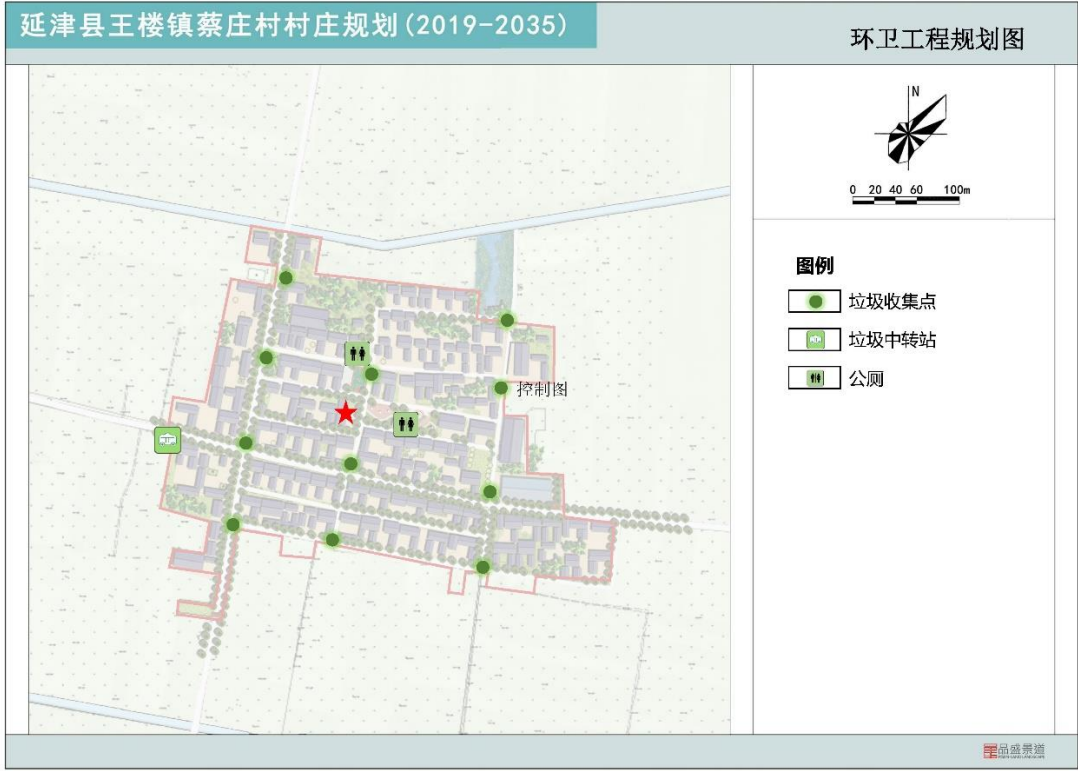 延津县王楼镇蔡庄村村庄规划(2019-2035)
环卫工程规划图
N
0 20 40 60 100m
图例
垃圾收集点
垃圾中转站
公厕
控制图
品盛景道